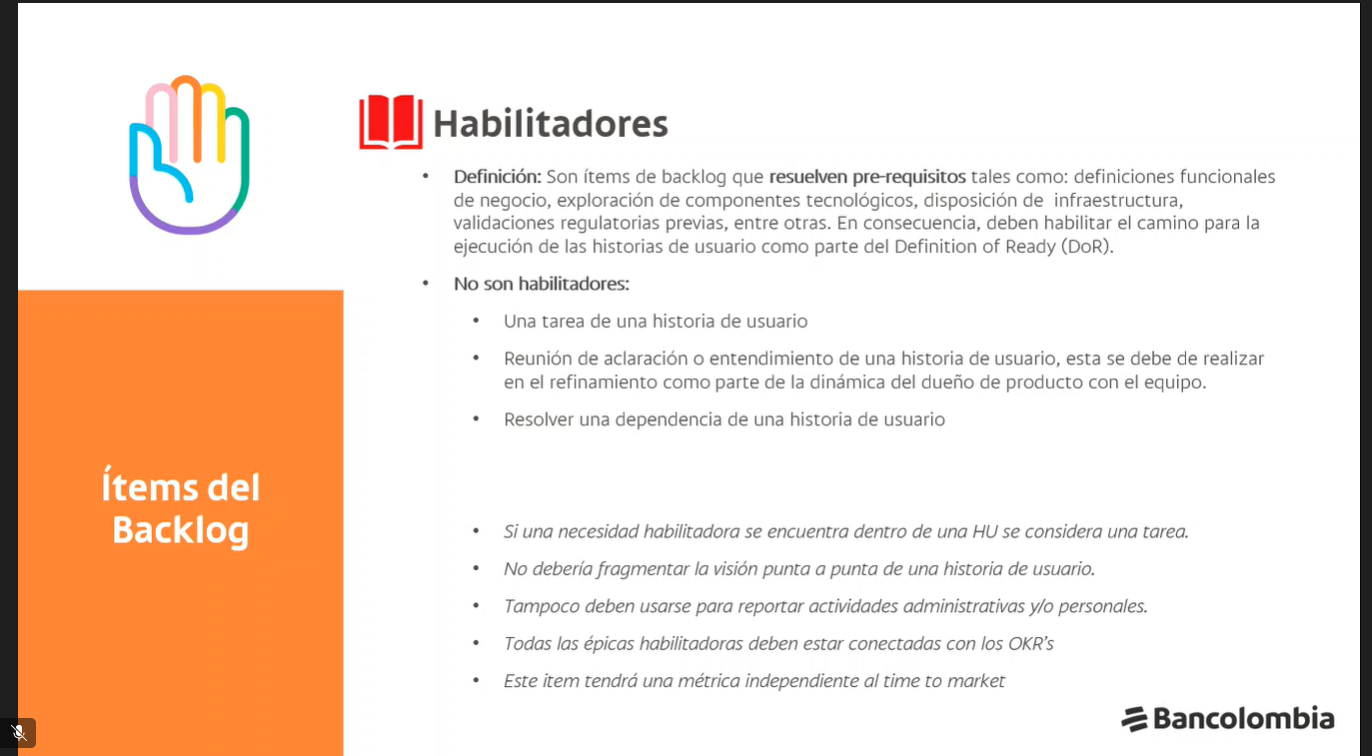 Habilitadores
• Definición: Son ítems de backlog que resuelven pre-requisitos tales como: definiciones funcionales
de negocio, exploración de componentes tecnológicos, disposición de infraestructura,
validaciones regulatorias previas, entre otras. En consecuencia, deben habilitar el camino para la
ejecución de las historias de usuario como parte del Definition of Ready (DoR).
• No son habilitadores:
• Una tarea de una historia de usuario
• Reunión de aclaración o entendimiento de una historia de usuario, esta se debe de realizar
en el refinamiento como parte de la dinámica del dueño de producto con el equipo.
• Resolver una dependencia de una historia de usuario
Ítems del
Backlog
• Si una necesidad habilitadora se encuentra dentro de una HU se considera una tarea.
• No debería fragmentar la visión punta a punta de una historia de usuario.
• Tampoco deben usarse para reportar actividades administrativas y/o personales.
• Todas las épicas habilitadoras deben estar conectadas con los OKR's
• Este item tendrá una métrica independiente al time to market
Bancolombia